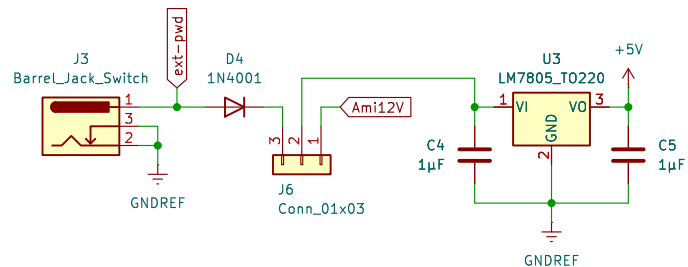 ext-pwd
J3
Barrel_Jack_Switch
1
3
2
GNDREF
D4
1N4001
Ami12V
3
2
1
J6
Conn_01x03
U3
LM7805_TO220
+5V
1
VI
VO
3
GND
2
C4
1µF
C5
1µF
GNDREF